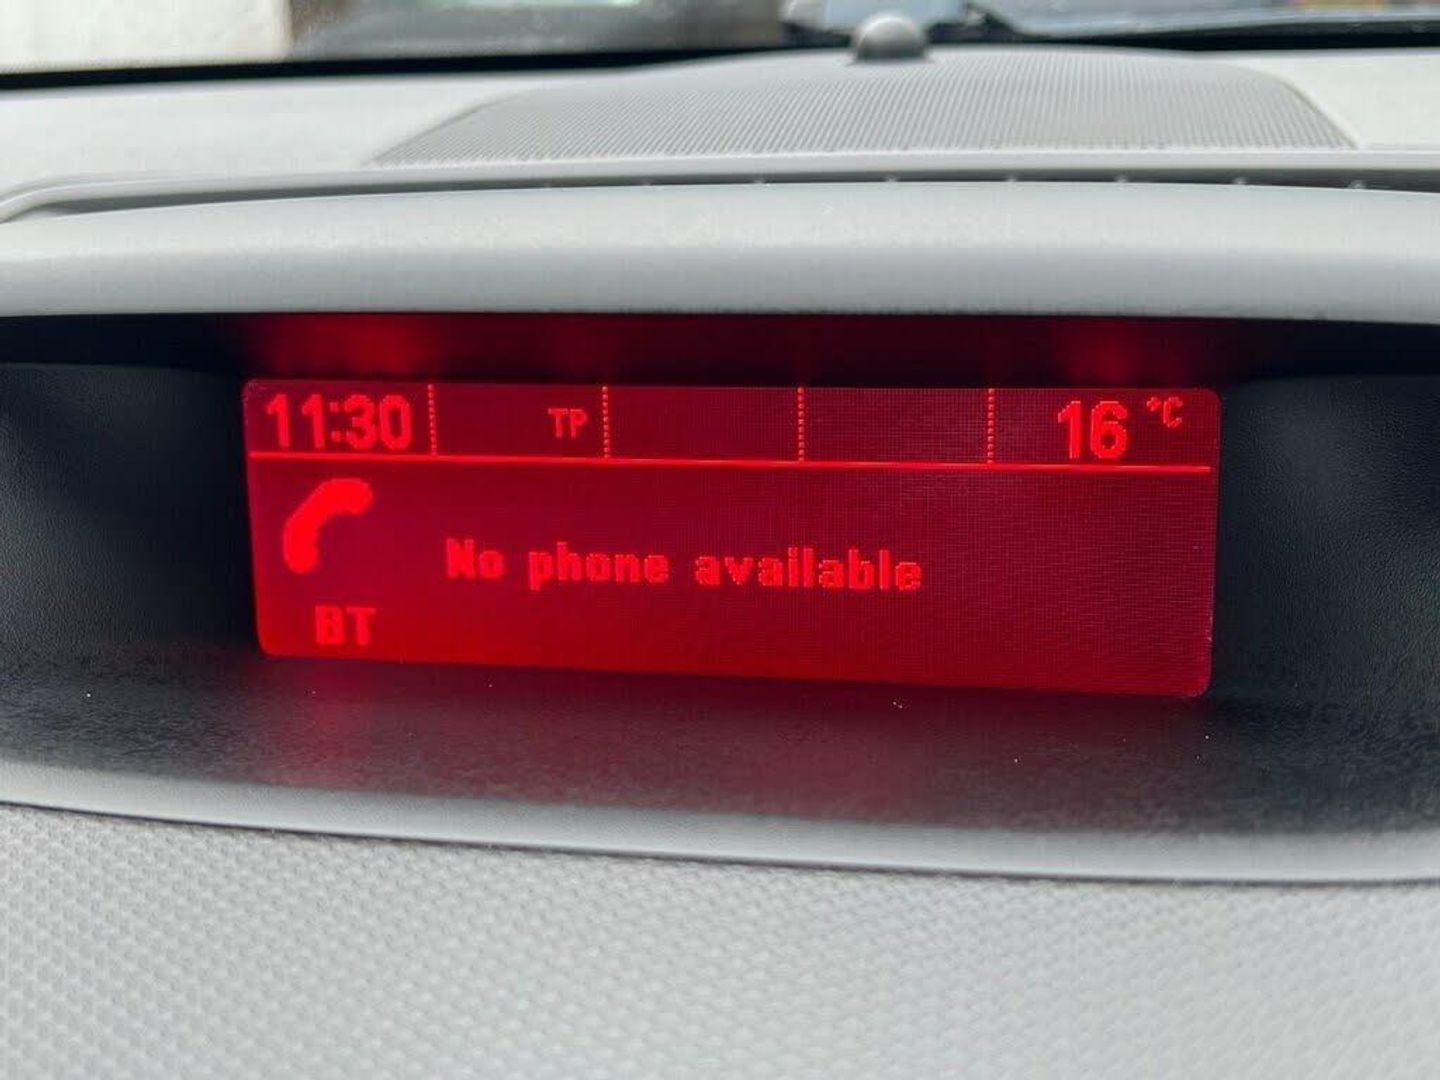 11:30 TP 16 °C
No phone available
BT